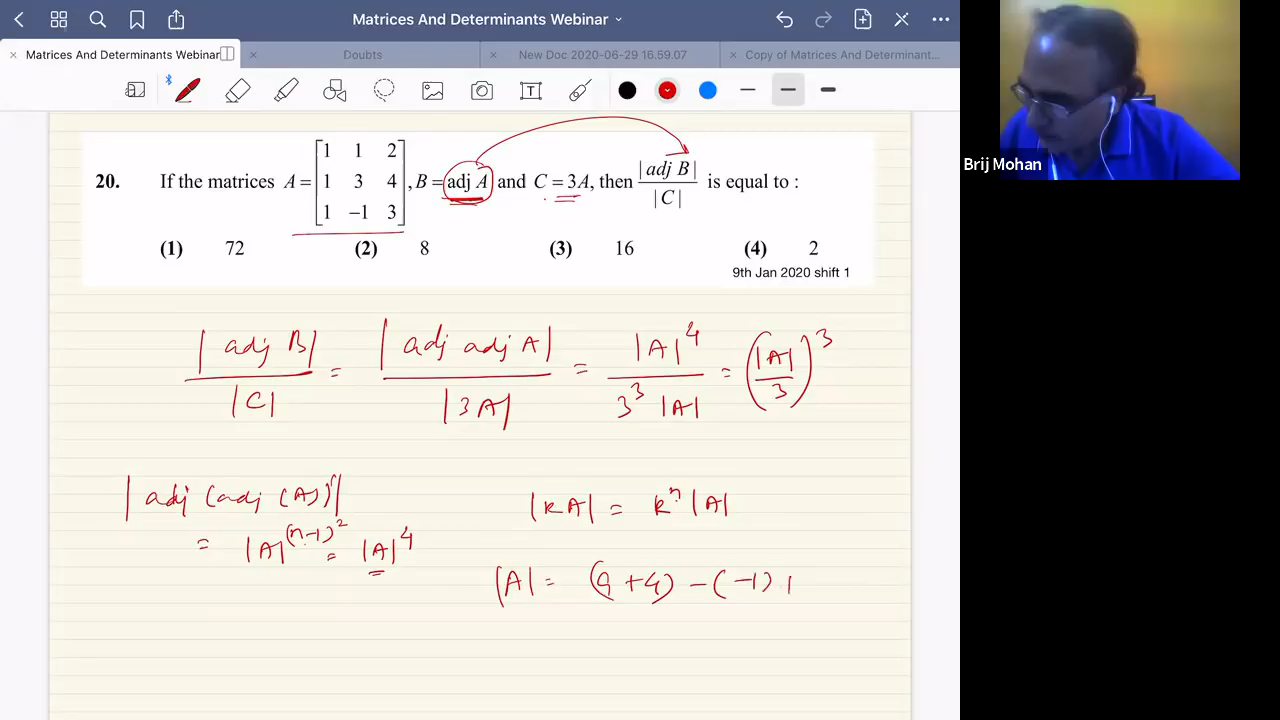 Matrices And Determinants Webinar
Matrices And Determinants Webinar
Doubts
New Doc 2020-06-29 16.59.07
Copy of Matrices And Determinant...
Brij Mohan
20. If the matrices A = [1 1 2; 1 3 4; 1 −1 3], B = adj A and C = 3A, then |adj B| / |C| is equal to :
(1) 72 (2) 8 (3) 16 (4) 2
9th Jan 2020 shift 1
|adj B| / |C| = |adj adj A| / |3A| = |A|^4 / 3^3 |A| = (|A|/3)^3
|adj (adj (A))|
= |A|^(n-1)^2 = |A|^4
|kA| = k^n |A|
|A| = (9 + 4) - (-1) +